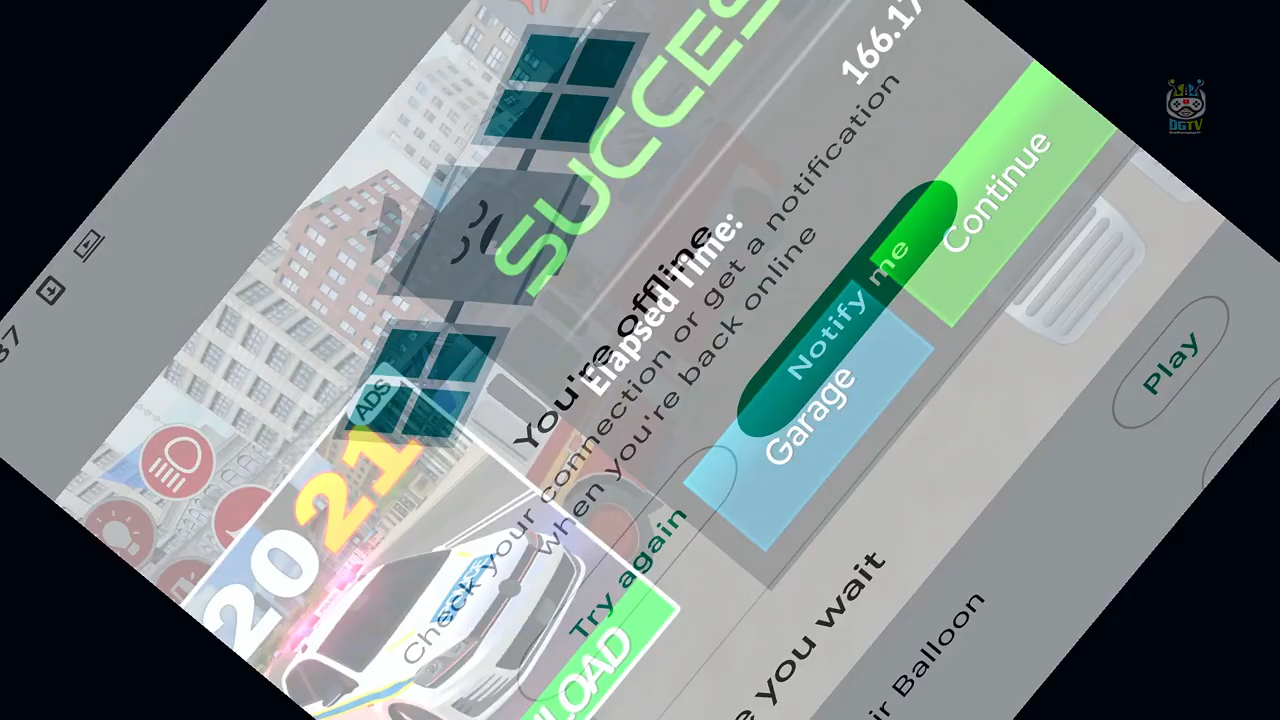 37
SUCCES
166.17
Elapsed Time:
Continue
Garage
ADS
2021
LOAD
You're offline
Check your connection or get a notification
when you're back online
Notify me
Try again
you wait
Play
ir Balloon
DGTV